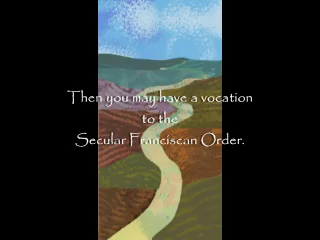 Then you may have a vocation
to the
Secular Franciscan Order.